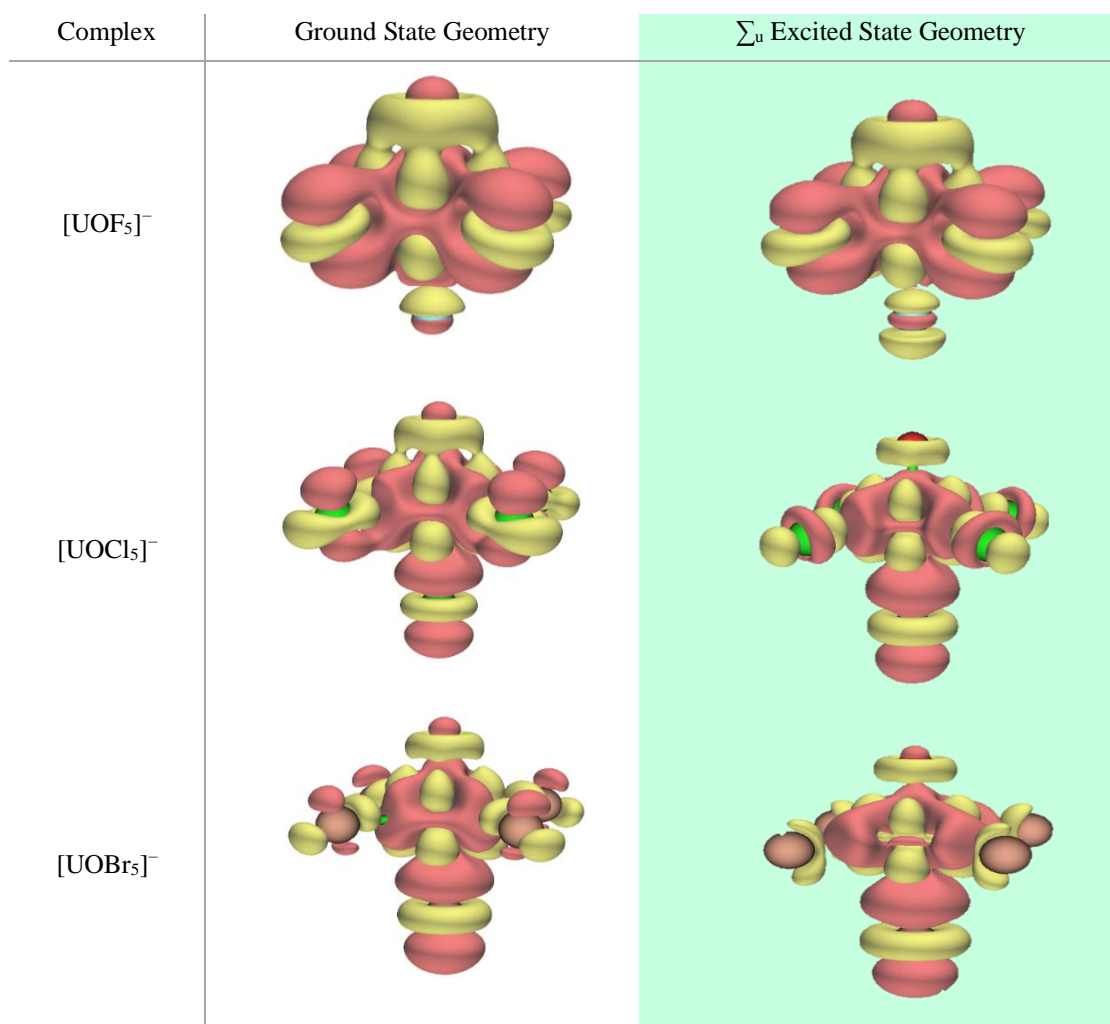 Complex Ground State Geometry ∑u Excited State Geometry
[UOF5]−
[UOCl5]−
[UOBr5]−